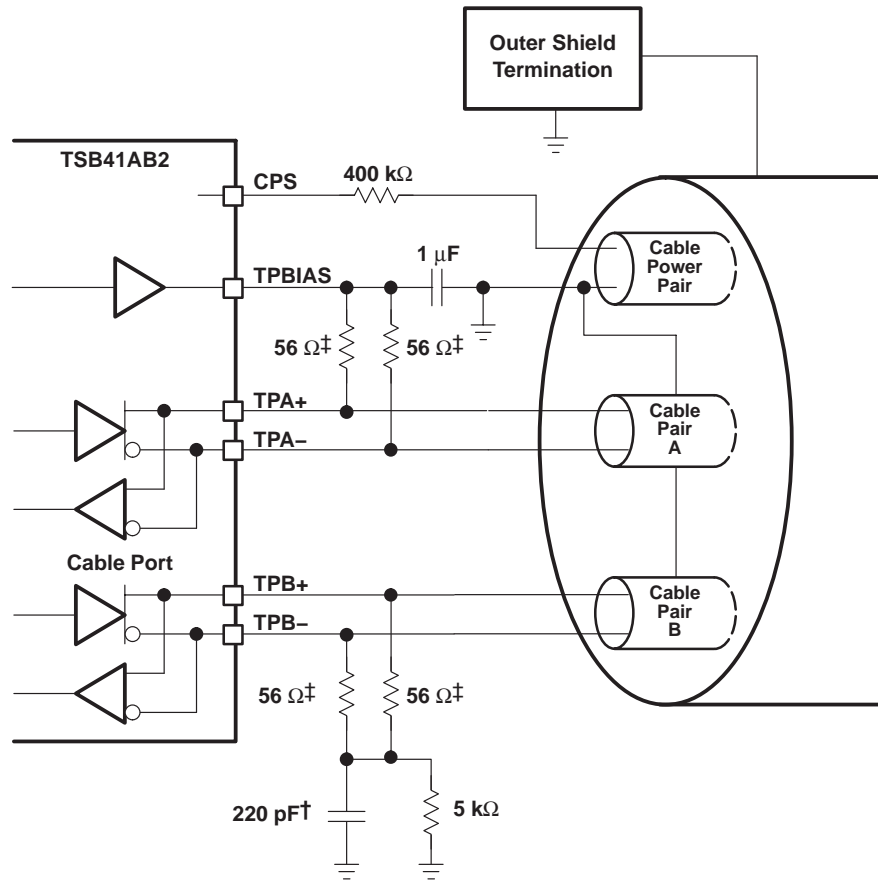 Outer Shield
Termination
TSB41AB2
CPS
400 kΩ
Cable
Power
Pair
TPBIAS
1 μF
56 Ω‡
56 Ω‡
TPA+
TPA−
Cable
Pair
A
Cable Port
TPB+
TPB−
Cable
Pair
B
56 Ω‡
56 Ω‡
220 pF†
5 kΩ